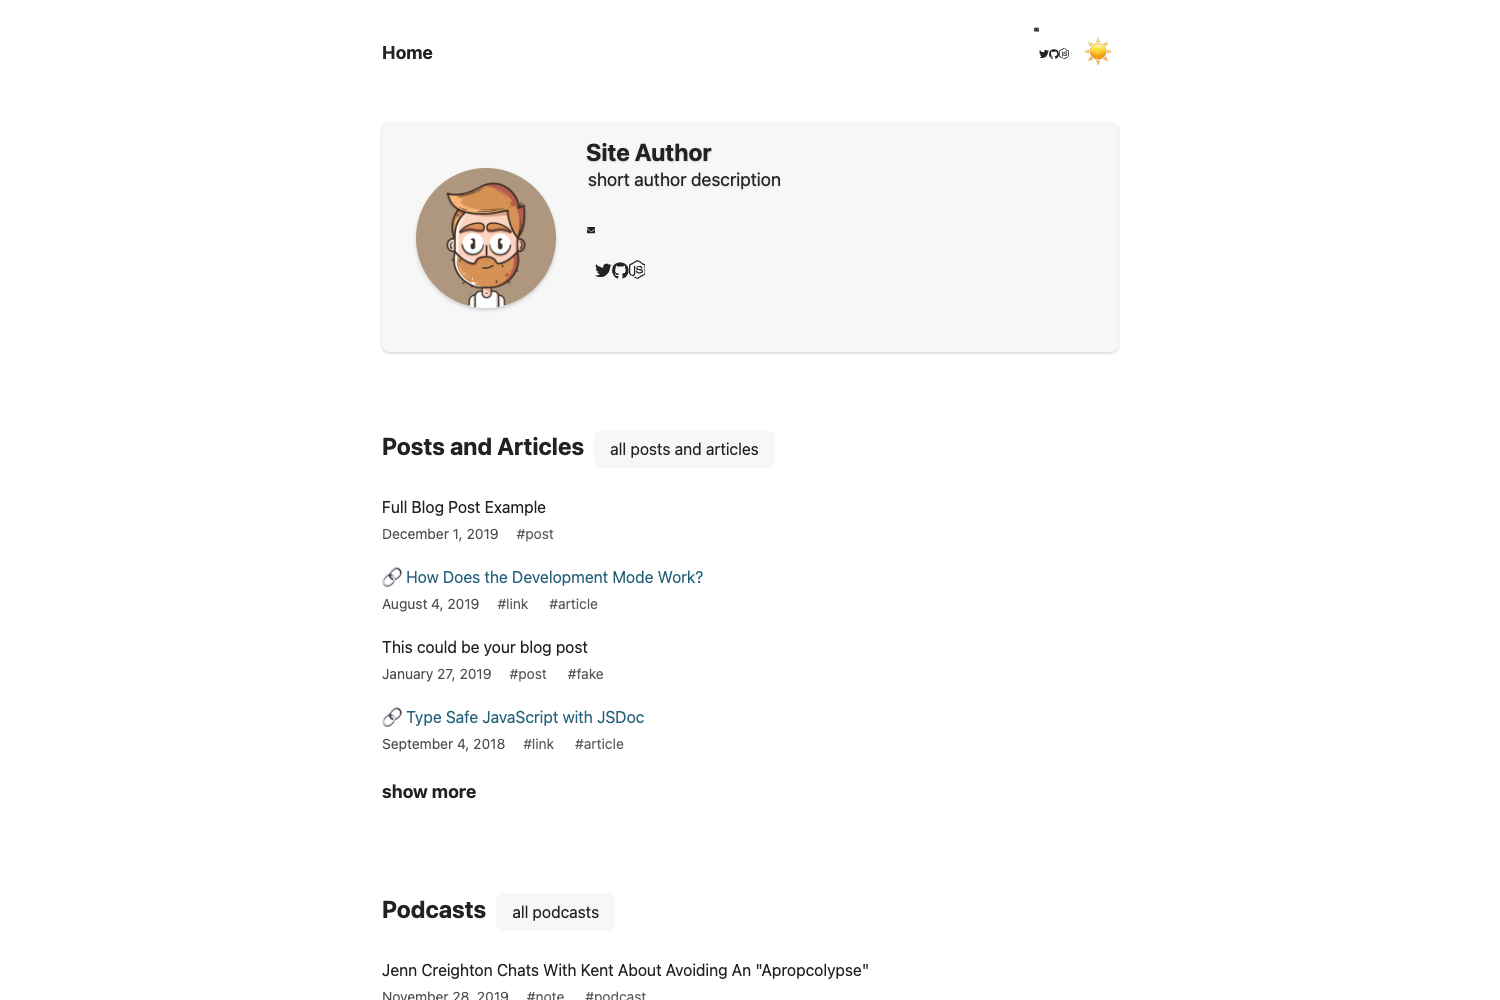 Home
Site Author
short author description
Posts and Articles all posts and articles
Full Blog Post Example
December 1, 2019 #post
How Does the Development Mode Work?
August 4, 2019 #link #article
This could be your blog post
January 27, 2019 #post #fake
Type Safe JavaScript with JSDoc
September 4, 2018 #link #article
show more
Podcasts all podcasts
Jenn Creighton Chats With Kent About Avoiding An "Apropcolypse"
November 28, 2019 #note #podcast